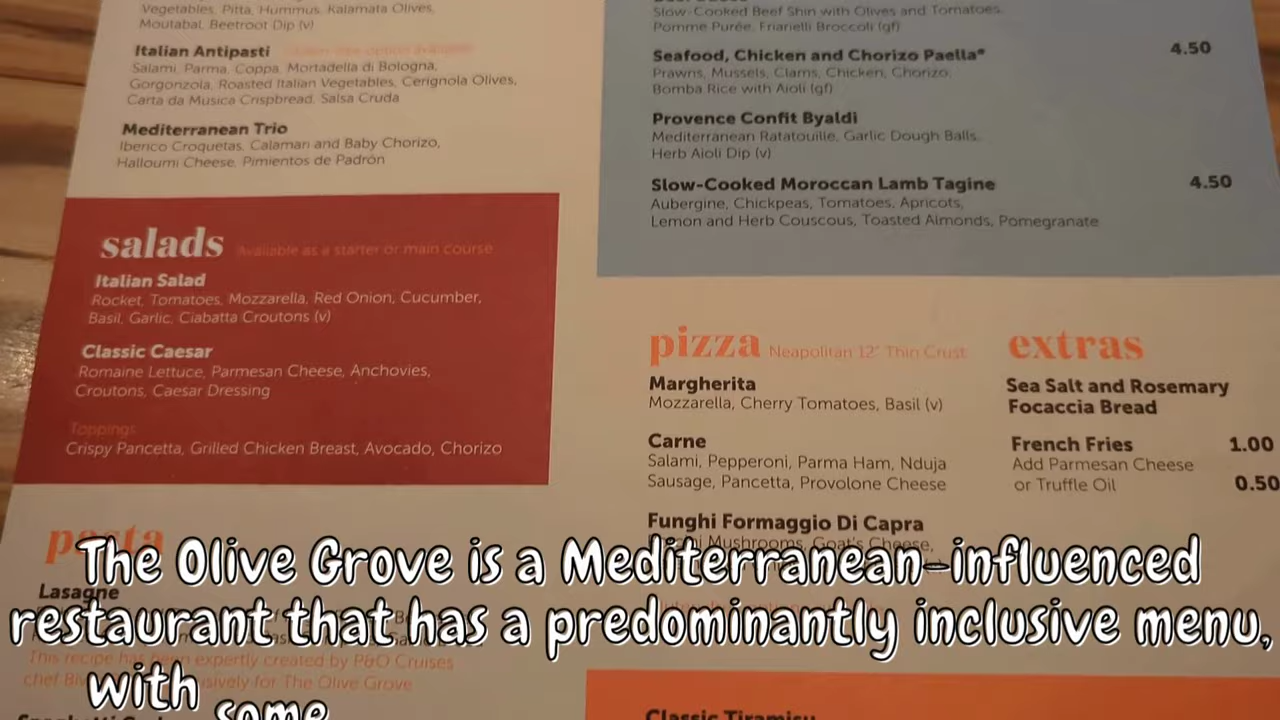 Vegetables, Pitta, Hummus, Kalamata Olives,
Moutabal, Beetroot Dip (v)
Italian Antipasti
Salami, Parma, Coppa, Mortadella di Bologna,
Gorgonzola, Roasted Italian Vegetables, Cerignola Olives,
Carta da Musica Crispbread, Salsa Cruda
Mediterranean Trio
Iberico Croquetas, Calamari and Baby Chorizo,
Halloumi Cheese, Pimientos de Padrón
salads Available as a starter or main course
Italian Salad
Rocket, Tomatoes, Mozzarella, Red Onion, Cucumber,
Basil, Garlic, Ciabatta Croutons (v)
Classic Caesar
Romaine Lettuce, Parmesan Cheese, Anchovies,
Croutons, Caesar Dressing
Toppings
Crispy Pancetta, Grilled Chicken Breast, Avocado, Chorizo
pasta
Lasagne
This recipe has been expertly created by P&O Cruises
chef for The Olive Grove
Slow-Cooked Beef Shin with Olives and Tomatoes,
Pomme Purée, Friarielli Broccoli (gf)
Seafood, Chicken and Chorizo Paella* 4.50
Prawns, Mussels, Clams, Chicken, Chorizo,
Bomba Rice with Aioli (gf)
Provence Confit Byaldi
Mediterranean Ratatouille, Garlic Dough Balls,
Herb Aioli Dip (v)
Slow-Cooked Moroccan Lamb Tagine 4.50
Aubergine, Chickpeas, Tomatoes, Apricots,
Lemon and Herb Couscous, Toasted Almonds, Pomegranate
pizza Neapolitan 12" Thin Crust
Margherita
Mozzarella, Cherry Tomatoes, Basil (v)
Carne
Salami, Pepperoni, Parma Ham, Nduja
Sausage, Pancetta, Provolone Cheese
Funghi Formaggio Di Capra
Mushrooms, Goat's Cheese,
extras
Sea Salt and Rosemary
Focaccia Bread
French Fries 1.00
Add Parmesan Cheese
or Truffle Oil 0.50
Classic Tiramisu
The Olive Grove is a Mediterranean-influenced
restaurant that has a predominantly inclusive menu,
with some